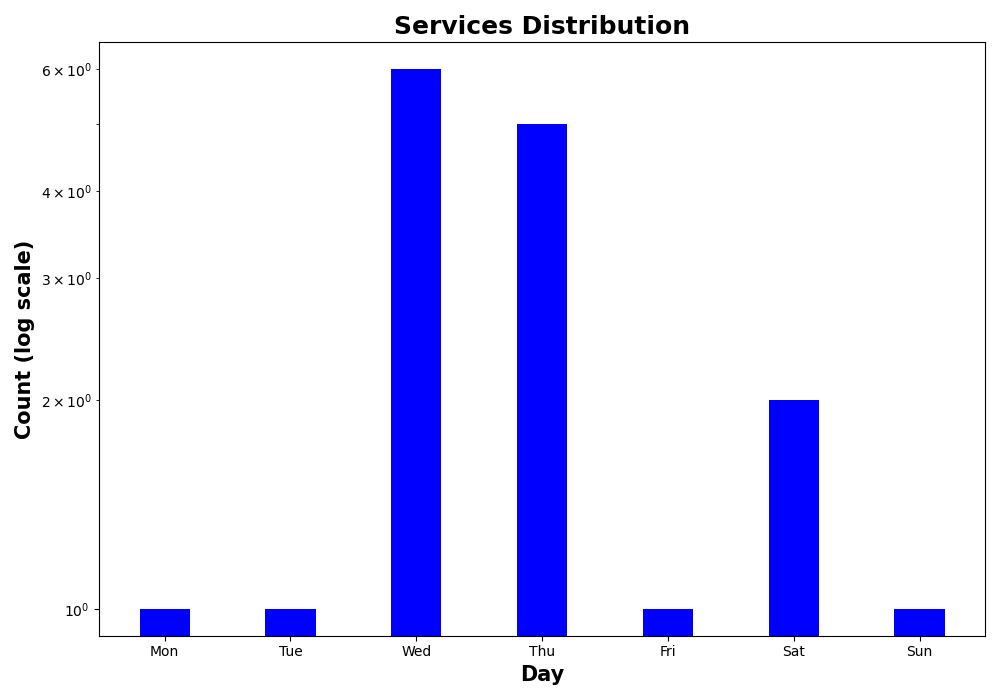 Services Distribution
Count (log scale)
6 × 10⁰
4 × 10⁰
3 × 10⁰
2 × 10⁰
10⁰
Mon Tue Wed Thu Fri Sat Sun
Day